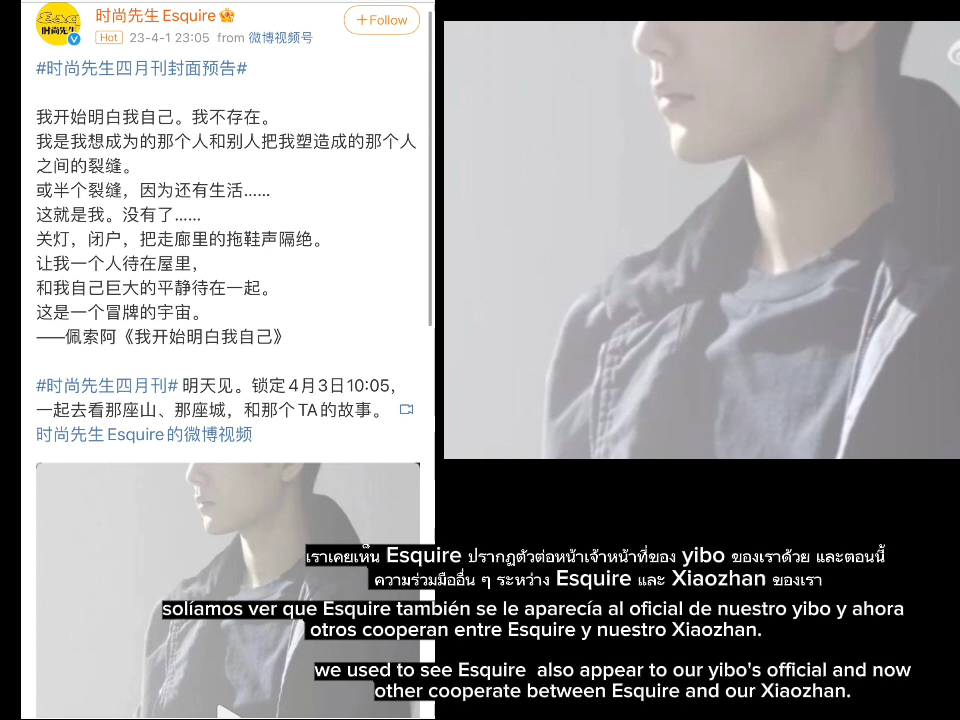 时尚先生
时尚先生Esquire
Hot 23-4-1 23:05 from 微博视频号
+Follow
#时尚先生四月刊封面预告#
我开始明白我自己。我不存在。
我是我想成为的那个人和别人把我塑造成的那个人
之间的裂缝。
或半个裂缝，因为还有生活......
这就是我。没有了......
关灯，闭户，把走廊里的拖鞋声隔绝。
让我一个人待在屋里，
和我自己巨大的平静待在一起。
这是一个冒牌的宇宙。
——佩索阿《我开始明白我自己》
#时尚先生四月刊# 明天见。锁定4月3日10:05，
一起去看那座山、那座城，和那个TA的故事。
时尚先生Esquire的微博视频
เราเคยเห็น Esquire ปรากฏตัวต่อหน้าเจ้าหน้าที่ของ yibo ของเราด้วย และตอนนี้
ความร่วมมืออื่น ๆ ระหว่าง Esquire และ Xiaozhan ของเรา
solíamos ver que Esquire también se le aparecía al oficial de nuestro yibo y ahora
otros cooperan entre Esquire y nuestro Xiaozhan.
we used to see Esquire also appear to our yibo's official and now
other cooperate between Esquire and our Xiaozhan.